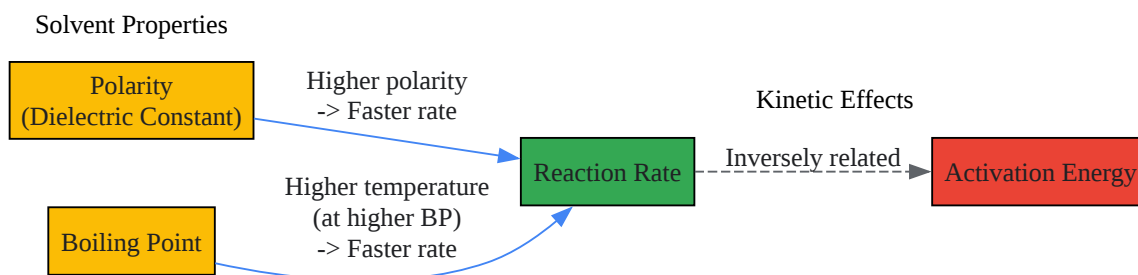 Solvent Properties
Polarity
(Dielectric Constant)
Higher polarity
-> Faster rate
Kinetic Effects
Reaction Rate
Inversely related
Activation Energy
Higher temperature
(at higher BP)
-> Faster rate
Boiling Point